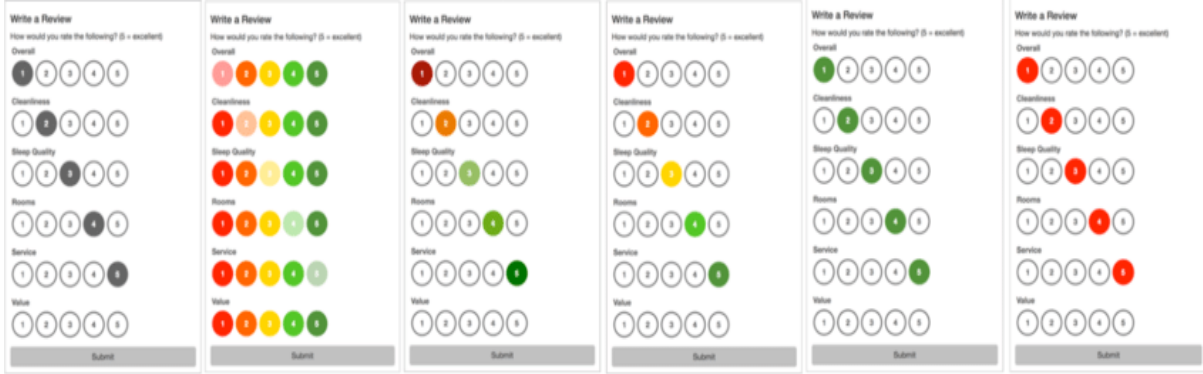 Write a Review
How would you rate the following? (5 = excellent)
Overall
1 2 3 4 5
Cleanliness
1 2 3 4 5
Sleep Quality
1 2 3 4 5
Rooms
1 2 3 4 5
Service
1 2 3 4 5
Value
1 2 3 4 5
Submit
Write a Review
How would you rate the following? (5 = excellent)
Overall
1 2 3 4 5
Cleanliness
1 2 3 4 5
Sleep Quality
1 2 3 4 5
Rooms
1 2 3 4 5
Service
1 2 3 4 5
Value
1 2 3 4 5
Submit
Write a Review
How would you rate the following? (5 = excellent)
Overall
1 2 3 4 5
Cleanliness
1 2 3 4 5
Sleep Quality
1 2 3 4 5
Rooms
1 2 3 4 5
Service
1 2 3 4 5
Value
1 2 3 4 5
Submit
Write a Review
How would you rate the following? (5 = excellent)
Overall
1 2 3 4 5
Cleanliness
1 2 3 4 5
Sleep Quality
1 2 3 4 5
Rooms
1 2 3 4 5
Service
1 2 3 4 5
Value
1 2 3 4 5
Submit
Write a Review
How would you rate the following? (5 = excellent)
Overall
1 2 3 4 5
Cleanliness
1 2 3 4 5
Sleep Quality
1 2 3 4 5
Rooms
1 2 3 4 5
Service
1 2 3 4 5
Value
1 2 3 4 5
Submit
Write a Review
How would you rate the following? (5 = excellent)
Overall
1 2 3 4 5
Cleanliness
1 2 3 4 5
Sleep Quality
1 2 3 4 5
Rooms
1 2 3 4 5
Service
1 2 3 4 5
Value
1 2 3 4 5
Submit